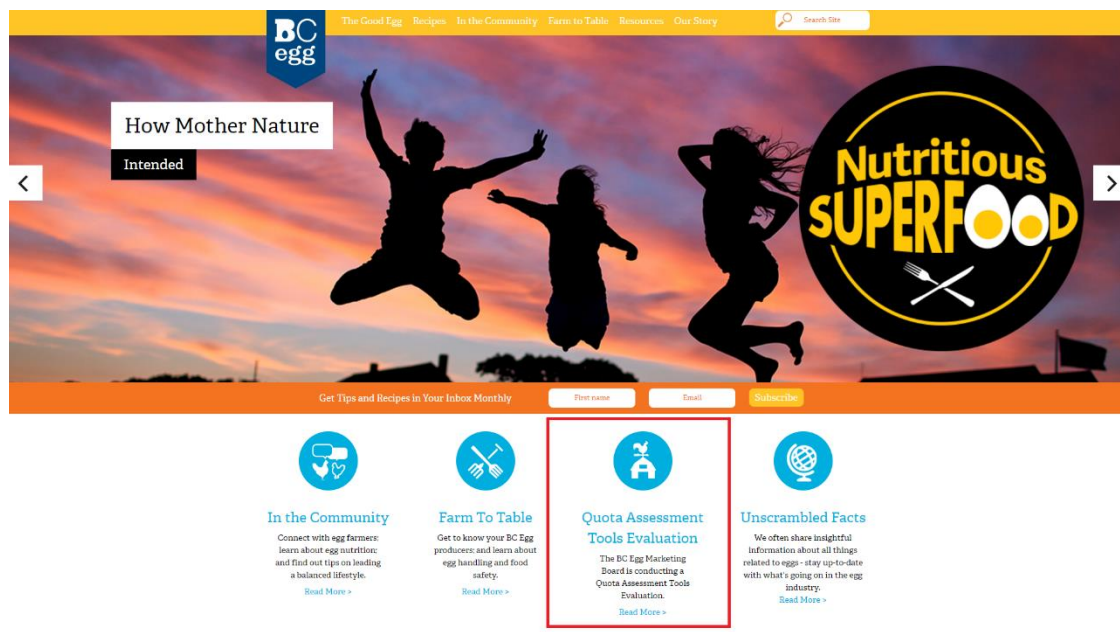 BC
egg
The Good Egg Recipes In the Community Farm to Table Resources Our Story
Search Site
How Mother Nature
Intended
Nutritious
SUPERFOOD
Get Tips and Recipes in Your Inbox Monthly
First name
Email
Subscribe
In the Community
Connect with egg farmers;
learn about egg nutrition;
and find out tips on leading
a balanced lifestyle.
Read More >
Farm To Table
Get to know your BC Egg
producers; and learn about
egg handling and food
safety.
Read More >
Quota Assessment
Tools Evaluation
The BC Egg Marketing
Board is conducting a
Quota Assessment Tools
Evaluation.
Read More >
Unscrambled Facts
We often share insightful
information about all things
related to eggs - stay up-to-date
with what's going on in the egg
industry.
Read More >